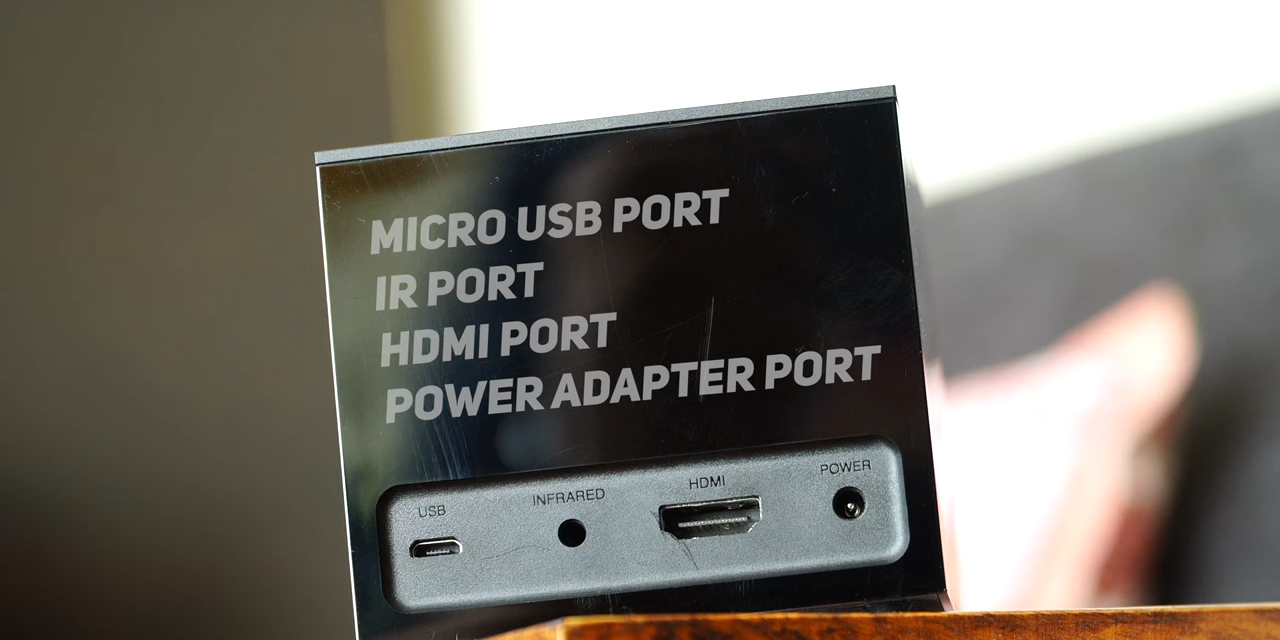 MICRO USB PORT
IR PORT
HDMI PORT
POWER ADAPTER PORT
USB
INFRARED
HDMI
POWER